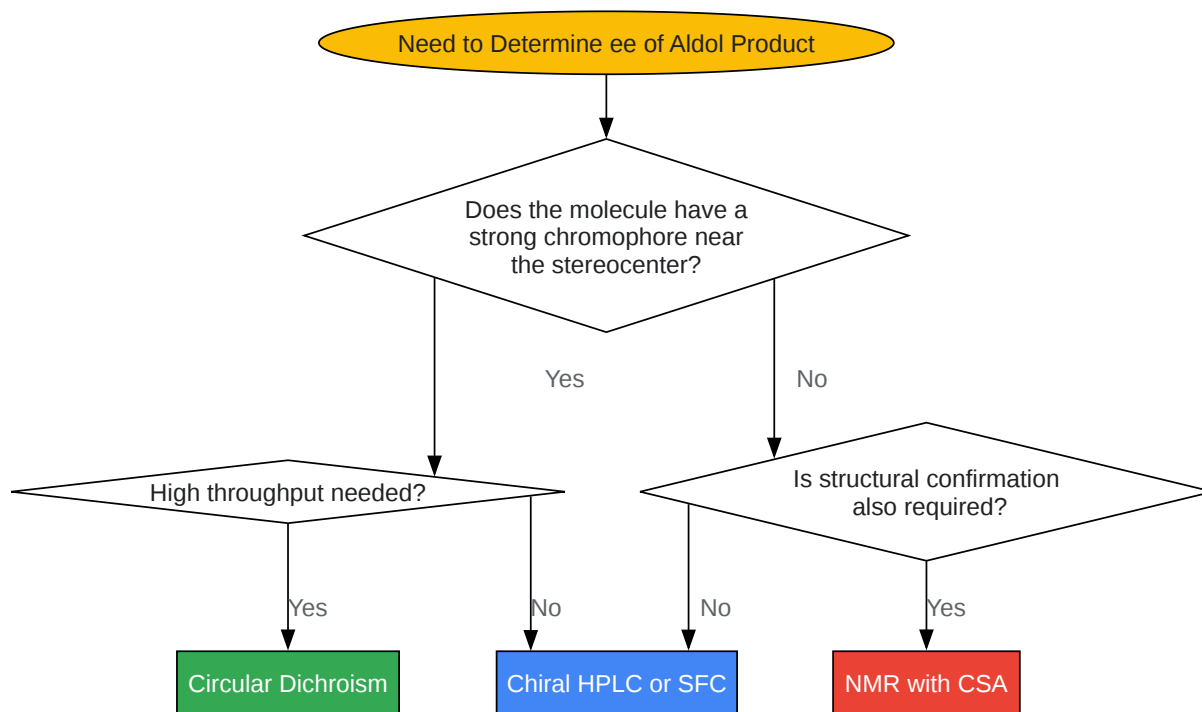 Need to Determine ee of Aldol Product
Does the molecule have a
strong chromophore near
the stereocenter?
Yes
No
High throughput needed?
Is structural confirmation
also required?
Yes
No
No
Yes
Circular Dichroism
Chiral HPLC or SFC
NMR with CSA